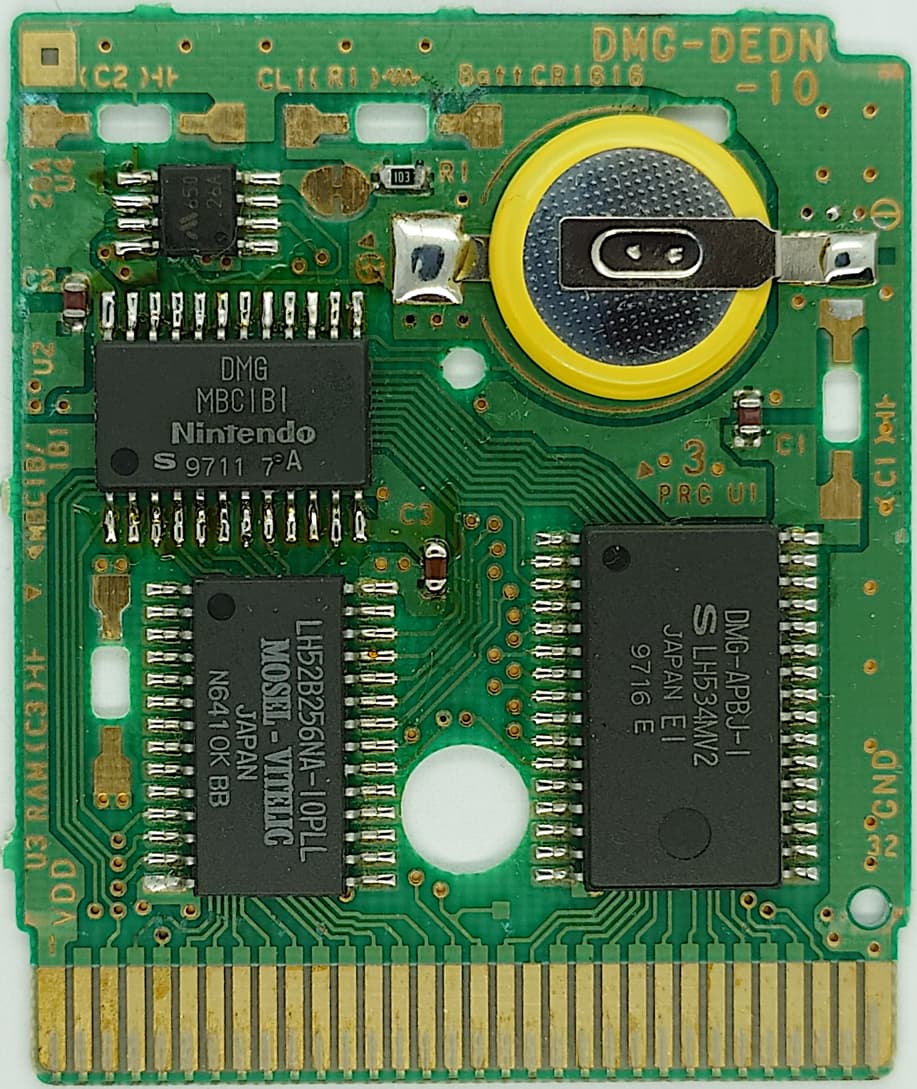 DMG-DEDN
-10
(C2)
CL1(R1)
BattCR1616
26A
U4
650
26A
103
R1
C2
U2
DMG
MBC1B1
Nintendo
S 9711 7 A
MBC1B/
1B1
C1
C1
3
PRG U1
C3
DMG-APBJ-1
S LH534MV2
JAPAN E1
9716 E
LH52B256NA-10PLL
MOSEL-VITELIC
JAPAN
N6410K BB
U3 RAM(C3)
VDD
GND
32